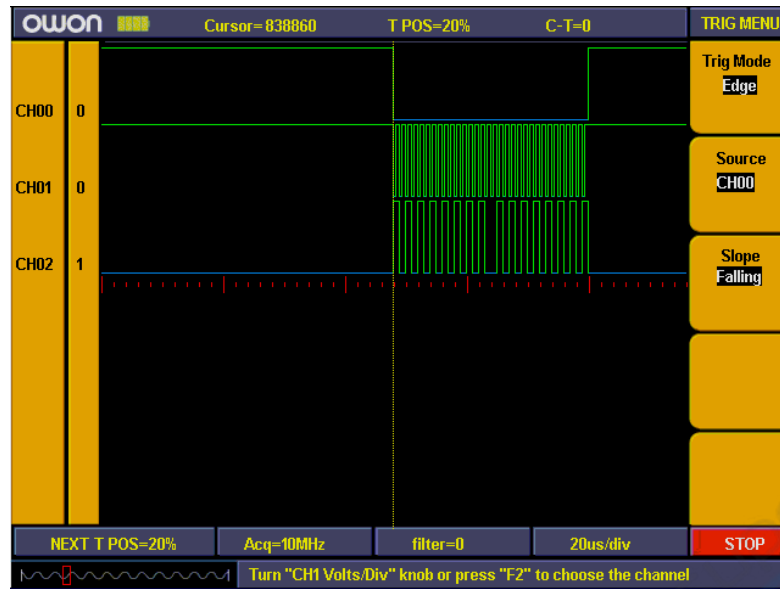 OWON Cursor=838860 T POS=20% C-T=0 TRIG MENU
Trig Mode
Edge
CH00 0
Source
CH01 0
CH00
CH02 1
Slope
Falling
NEXT T POS=20% Acq=10MHz filter=0 20us/div STOP
Turn "CH1 Volts/Div" knob or press "F2" to choose the channel